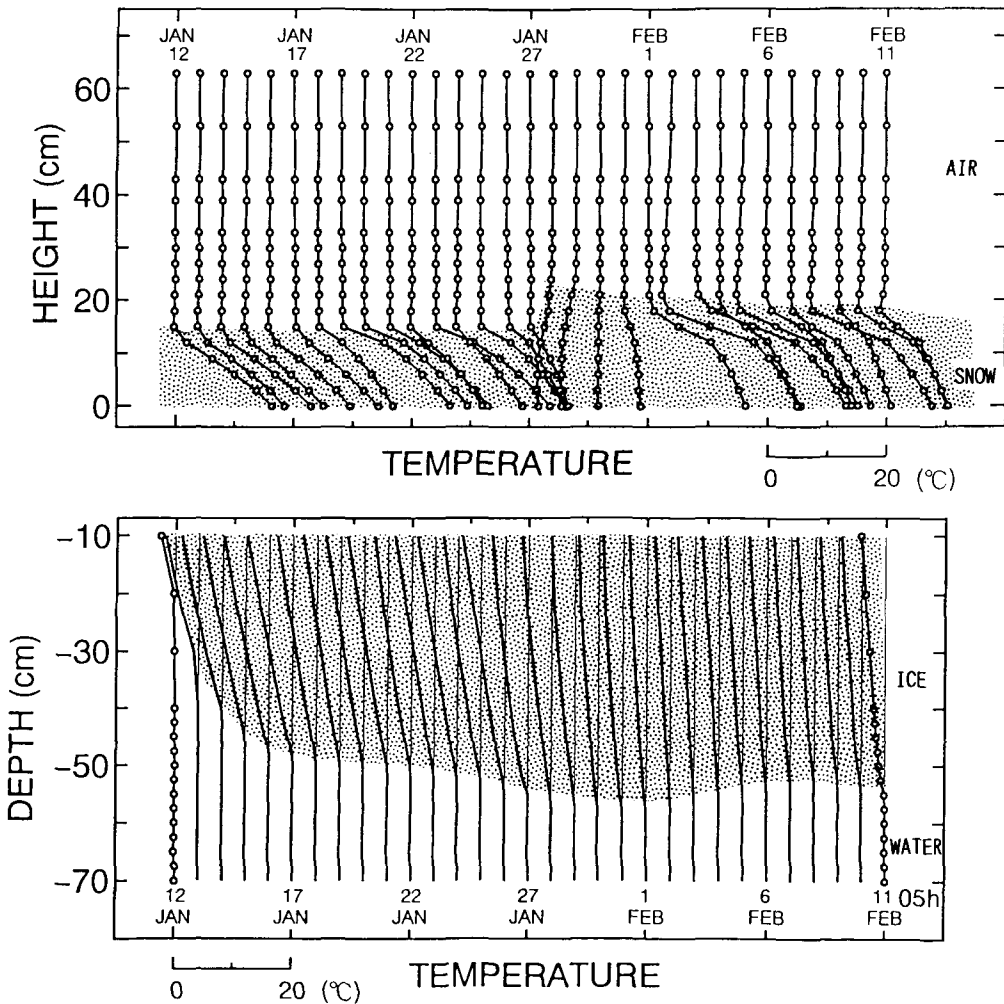 JAN JAN JAN JAN FEB FEB FEB
12 17 22 27 1 6 11
60
40
20
0
HEIGHT (cm)
AIR
SNOW
TEMPERATURE
0 20 (℃)
-10
-30
-50
-70
DEPTH (cm)
ICE
WATER
12 17 22 27 1 6 11 05h
JAN JAN JAN JAN FEB FEB FEB
0 20 (℃)
TEMPERATURE